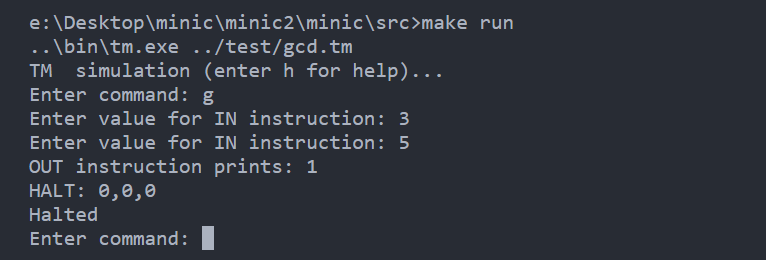 e:\Desktop\minic\minic2\minic\src>make run
..\bin\tm.exe ../test/gcd.tm
TM  simulation (enter h for help)...
Enter command: g
Enter value for IN instruction: 3
Enter value for IN instruction: 5
OUT instruction prints: 1
HALT: 0,0,0
Halted
Enter command: